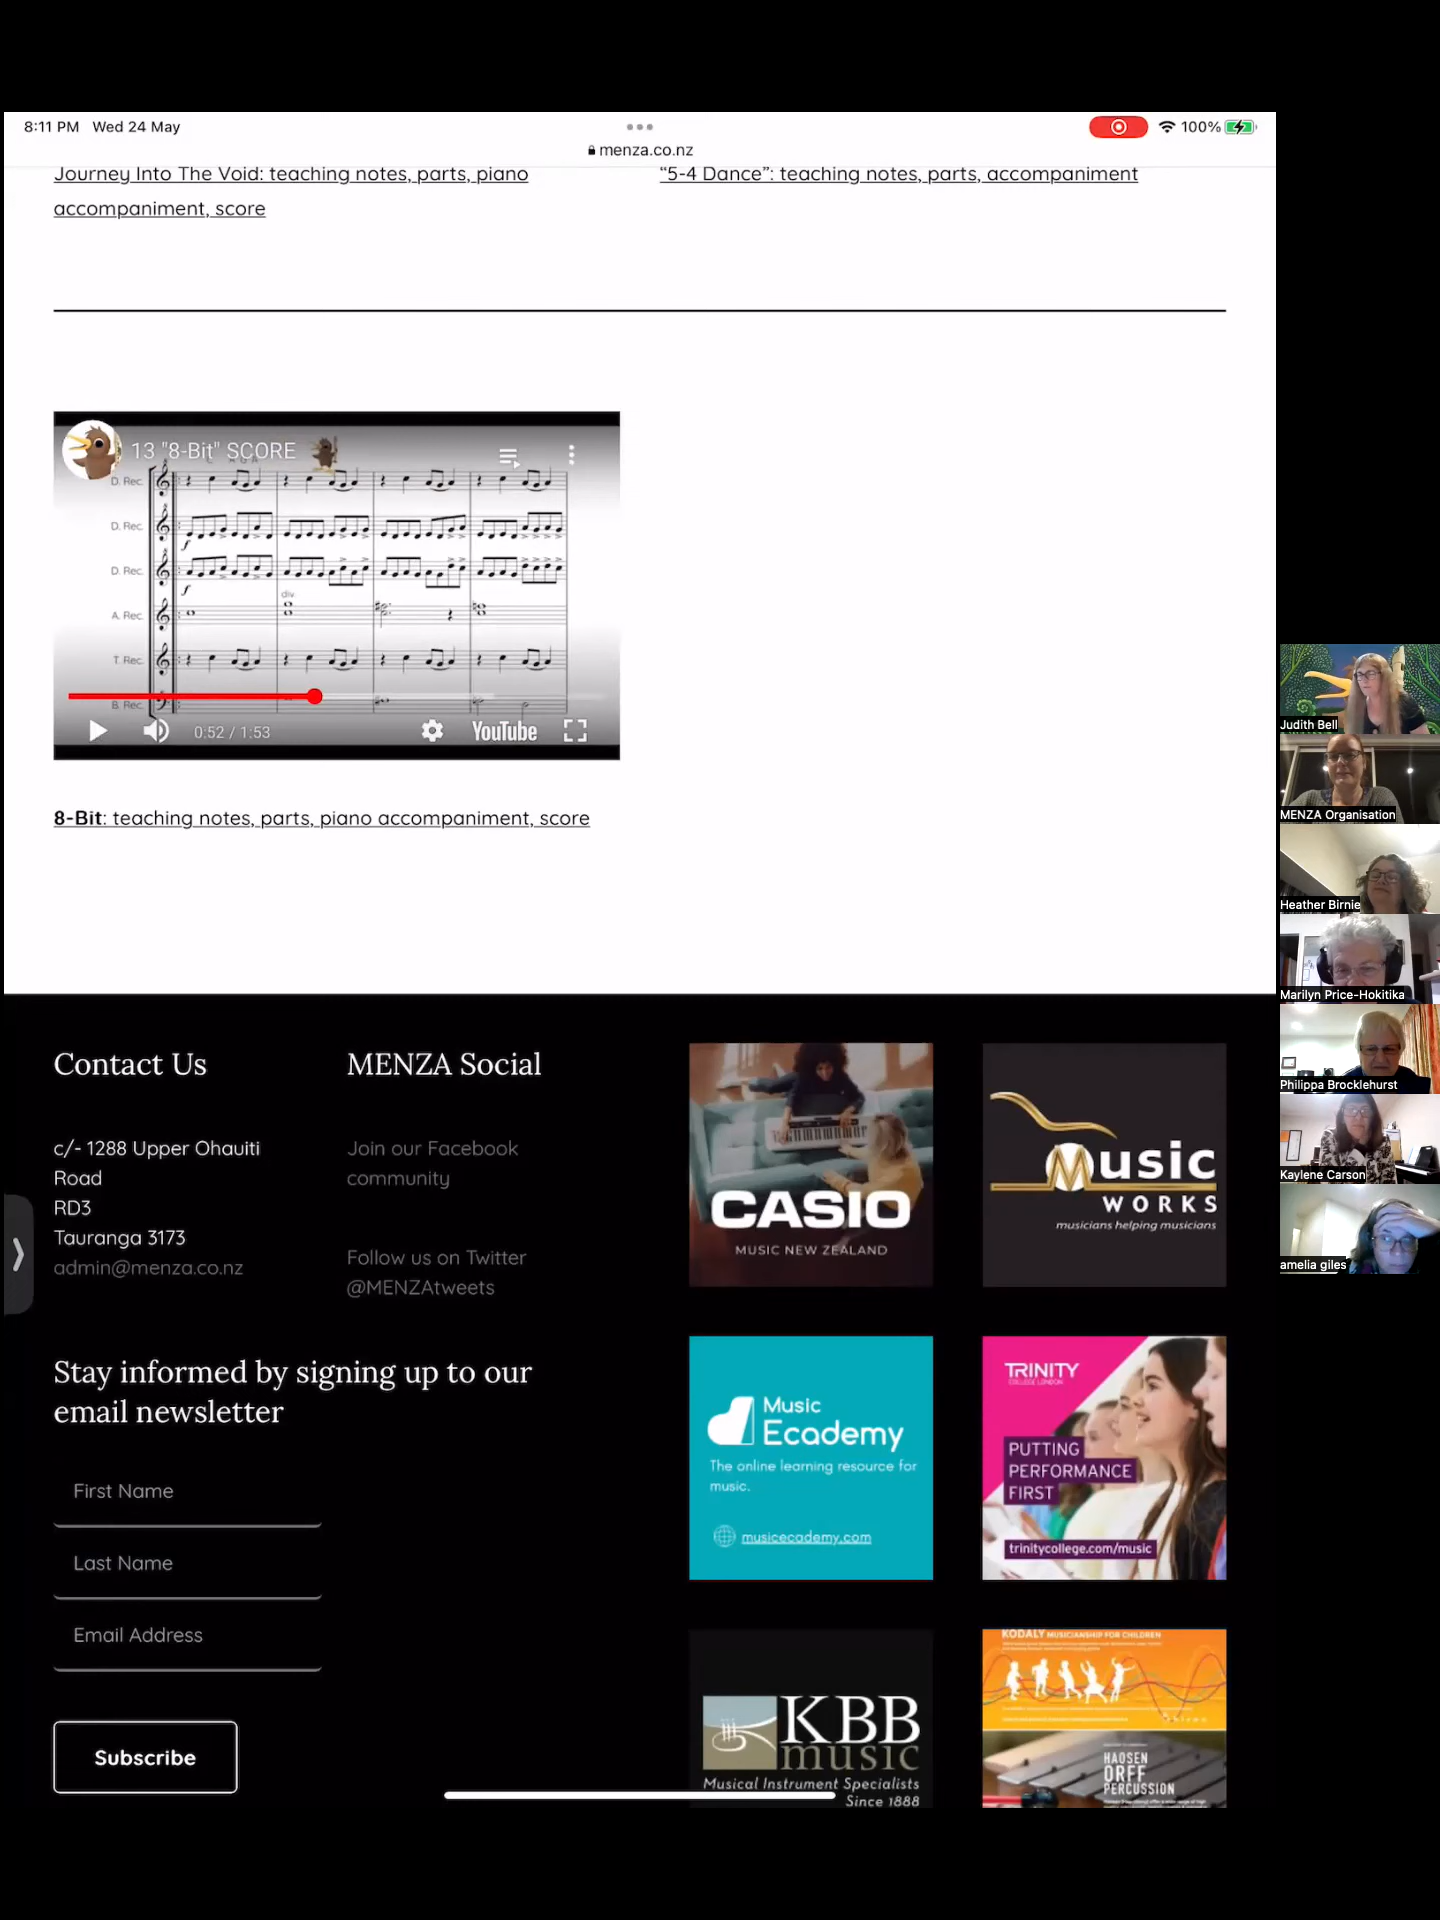 8:11 PM Wed 24 May
100%
menza.co.nz
Journey Into The Void: teaching notes, parts, piano
accompaniment, score
“5-4 Dance”: teaching notes, parts, accompaniment
13 "8-Bit" SCORE
D. Rec.
D. Rec.
f
D. Rec.
f
div.
A. Rec.
T. Rec.
B. Rec.
0:52 / 1:53
YouTube
8-Bit: teaching notes, parts, piano accompaniment, score
Judith Bell
MENZA Organisation
Heather Birnie
Marilyn Price-Hokitika
Philippa Brocklehurst
Kaylene Carson
amelia giles
Contact Us
c/- 1288 Upper Ohauiti
Road
RD3
Tauranga 3173
admin@menza.co.nz
MENZA Social
Join our Facebook
community
Follow us on Twitter
@MENZAtweets
Stay informed by signing up to our
email newsletter
First Name
Last Name
Email Address
Subscribe
CASIO
MUSIC NEW ZEALAND
Music
WORKS
musicians helping musicians
Music
Ecademy
The online learning resource for
music.
musicecademy.com
TRINITY
COLLEGE LONDON
PUTTING
PERFORMANCE
FIRST
trinitycollege.com/music
KBB
music
Musical Instrument Specialists
Since 1888
KODALY MUSICIANSHIP FOR CHILDREN
HAOSEN
ORFF
PERCUSSION